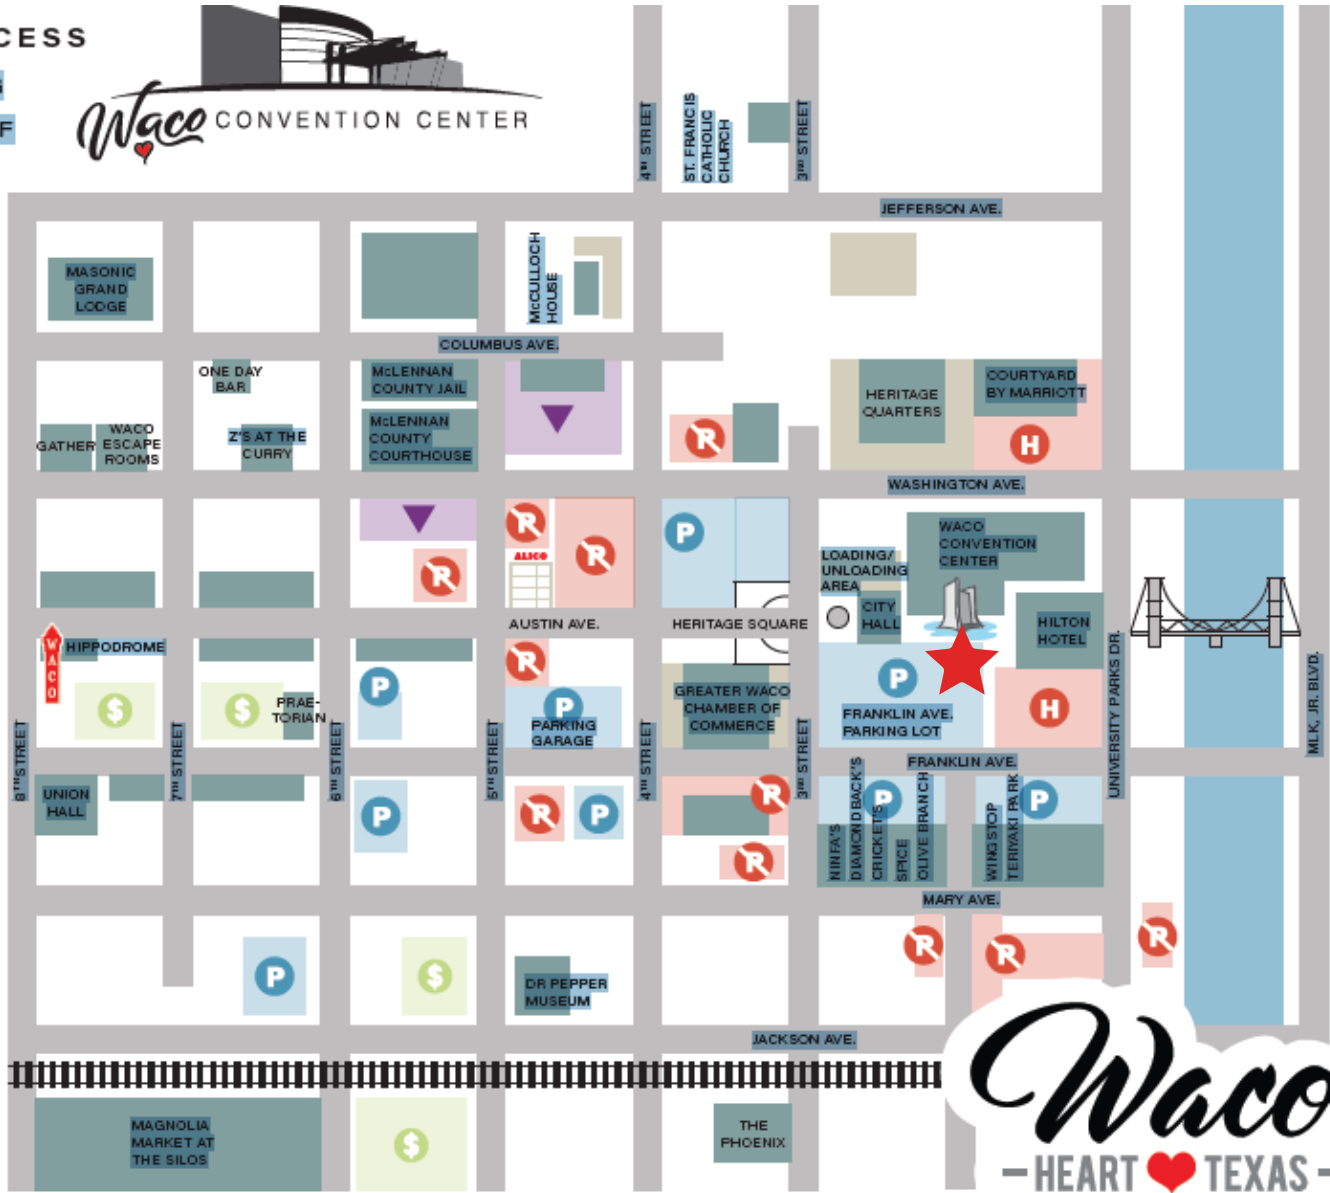 CESS
G
F
Waco CONVENTION CENTER
4TH STREET
ST. FRANCIS
CATHOLIC
CHURCH
3RD STREET
JEFFERSON AVE.
MASONIC
GRAND
LODGE
McCULLOCH
HOUSE
COLUMBUS AVE.
ONE DAY
BAR
McLENNAN
COUNTY JAIL
HERITAGE
QUARTERS
COURTYARD
BY MARRIOTT
GATHER
WACO
ESCAPE
ROOMS
Z'S AT THE
CURRY
McLENNAN
COUNTY
COURTHOUSE
R
H
WASHINGTON AVE.
R
R
R
ALICO
P
LOADING/
UNLOADING
AREA
WACO
CONVENTION
CENTER
CITY
HALL
HILTON
HOTEL
AUSTIN AVE.
HERITAGE SQUARE
WACO
HIPPODROME
$
$
PRAE-
TORIAN
P
R
P
PARKING
GARAGE
GREATER WACO
CHAMBER OF
COMMERCE
P
FRANKLIN AVE.
PARKING LOT
H
8TH STREET
7TH STREET
6TH STREET
5TH STREET
4TH STREET
3RD STREET
UNIVERSITY PARKS DR.
MLK, JR. BLVD.
FRANKLIN AVE.
UNION
HALL
P
R
P
R
R
P
P
NINFA'S
DIAMONDBACK'S
CRICKET'S
SPICE
OLIVE BRANCH
WINGSTOP
TERIYAKI PARK
MARY AVE.
R
R
R
P
$
DR PEPPER
MUSEUM
JACKSON AVE.
MAGNOLIA
MARKET AT
THE SILOS
$
THE
PHOENIX
Waco
HEART TEXAS